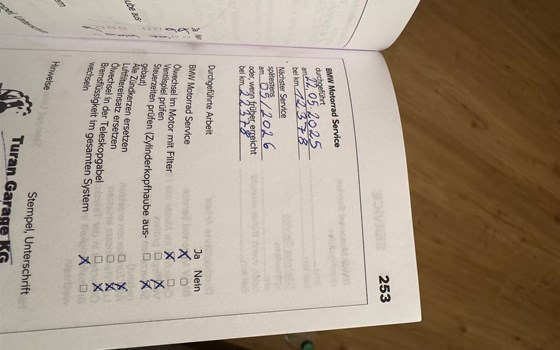 253
BMW Motorrad Service
durchgeführt
am 27.05.2025
bei km 12378
Nächster Service
spätestens
am 05/2026
oder, wenn früher erreicht
bei km 22378
Durchgeführte Arbeit Ja Nein
BMW Motorrad Service X
Ölwechsel im Motor mit Filter X
Ventilspiel prüfen X
Steuerzeiten prüfen (Zylinderkopfhaube aus-
gebaut) X
Alle Zündkerzen ersetzen
Luftfiltereinsatz ersetzen X
Ölwechsel in der Teleskopgabel X
Bremsflüssigkeit im gesamten System
wechseln X
Hinweise Stempel, Unterschrift
Turan Garage KG